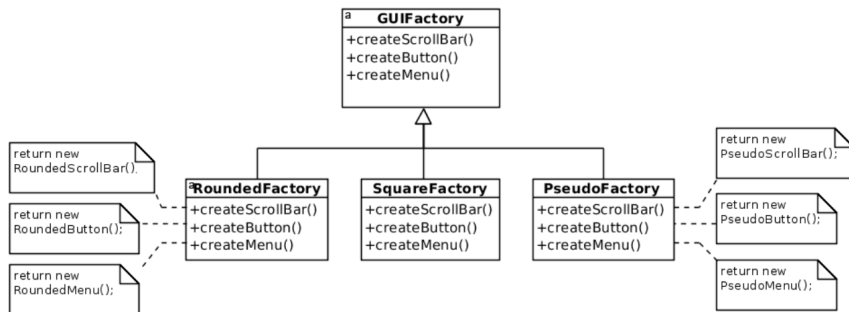 a
GUIFactory
+createScrollBar()
+createButton()
+createMenu()
return new
RoundedScrollBar().
return new
RoundedButton();
return new
RoundedMenu();
a
RoundedFactory
+createScrollBar()
+createButton()
+createMenu()
SquareFactory
+createScrollBar()
+createButton()
+createMenu()
PseudoFactory
+createScrollBar()
+createButton()
+createMenu()
return new
PseudoScrollBar();
return new
PseudoButton();
return new
PseudoMenu();